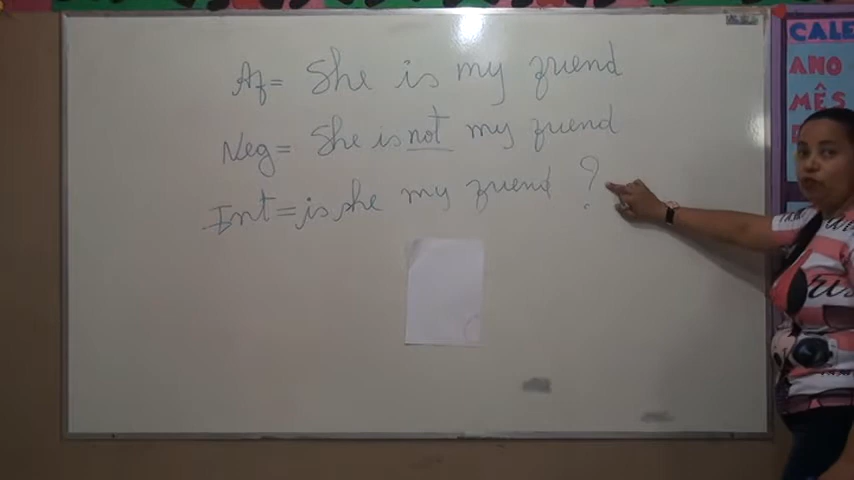 Af= She is my friend
Neg= She is not my friend
Int= is she my friend ?
CALE
ANO
MÊS